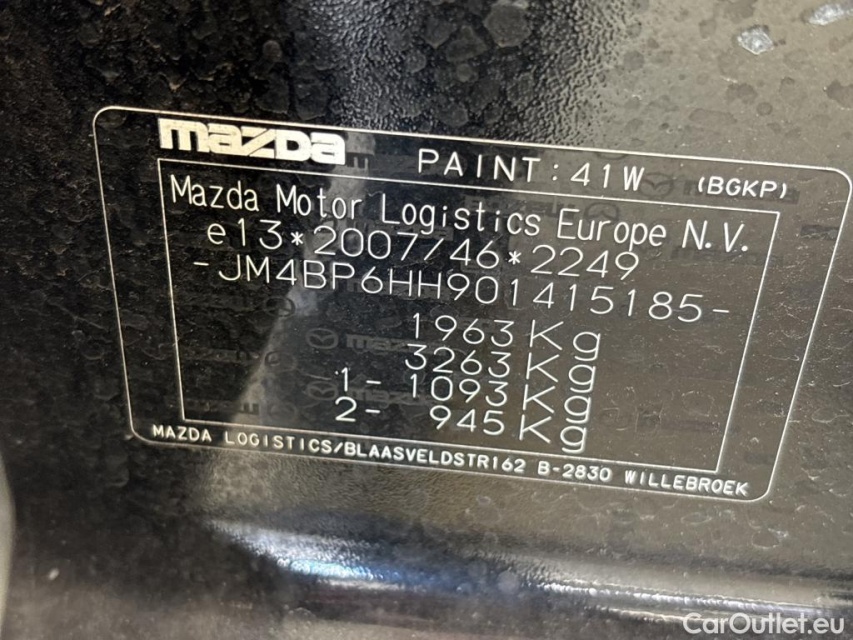 mazda PAINT: 41W (BGKP)
Mazda Motor Logistics Europe N.V.
e13*2007/46*2249
-JM4BP6HH901415185-
1963Kg
3263Kg
1- 1093Kg
2- 945Kg
MAZDA LOGISTICS/BLAASVELDSTR162 B-2830 WILLEBROEK
CarOutlet.eu